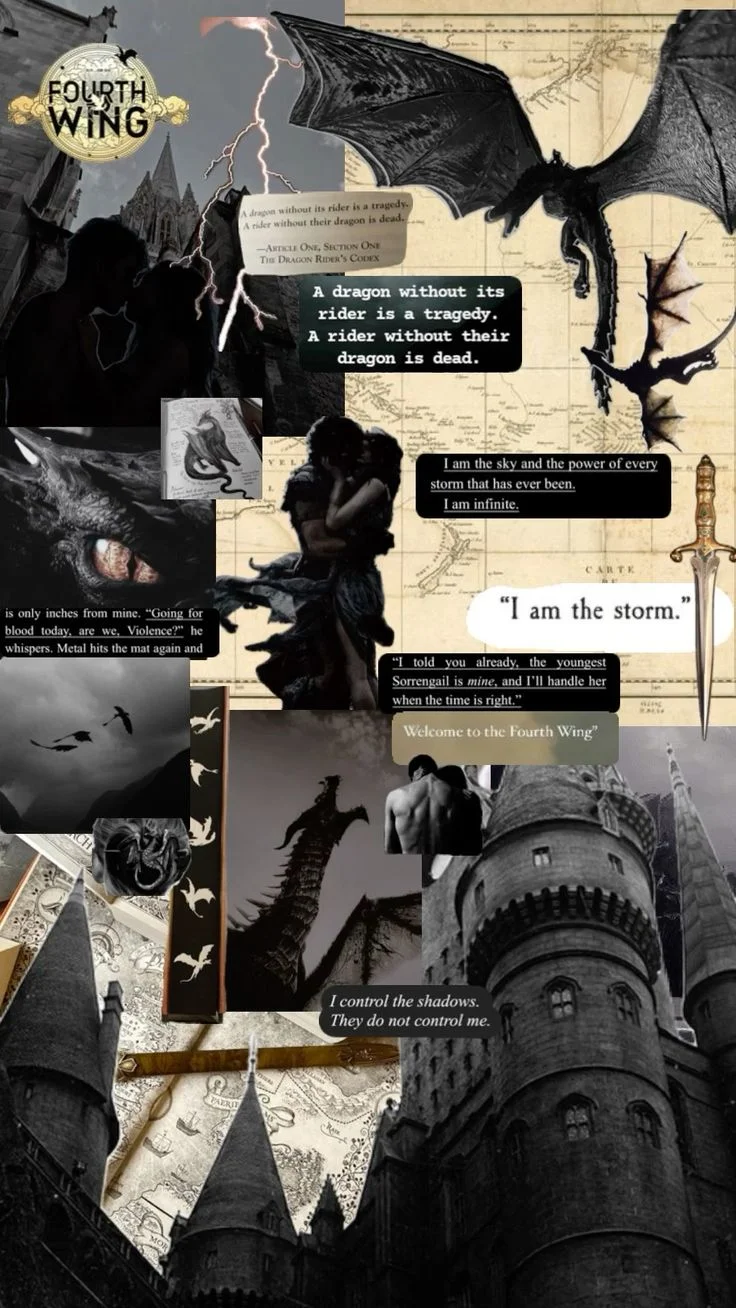 FOURTH
WING
A dragon without its rider is a tragedy.
A rider without their dragon is dead.
—ARTICLE ONE, SECTION ONE
THE DRAGON RIDER'S CODEX
A dragon without its
rider is a tragedy.
A rider without their
dragon is dead.
I am the sky and the power of every
storm that has ever been.
I am infinite.
CARTE
“I am the storm.”
is only inches from mine. “Going for
blood today, are we, Violence?” he
whispers. Metal hits the mat again and
“I told you already, the youngest
Sorrengail is mine, and I’ll handle her
when the time is right.”
Welcome to the Fourth Wing”
I control the shadows.
They do not control me.
FAERIE